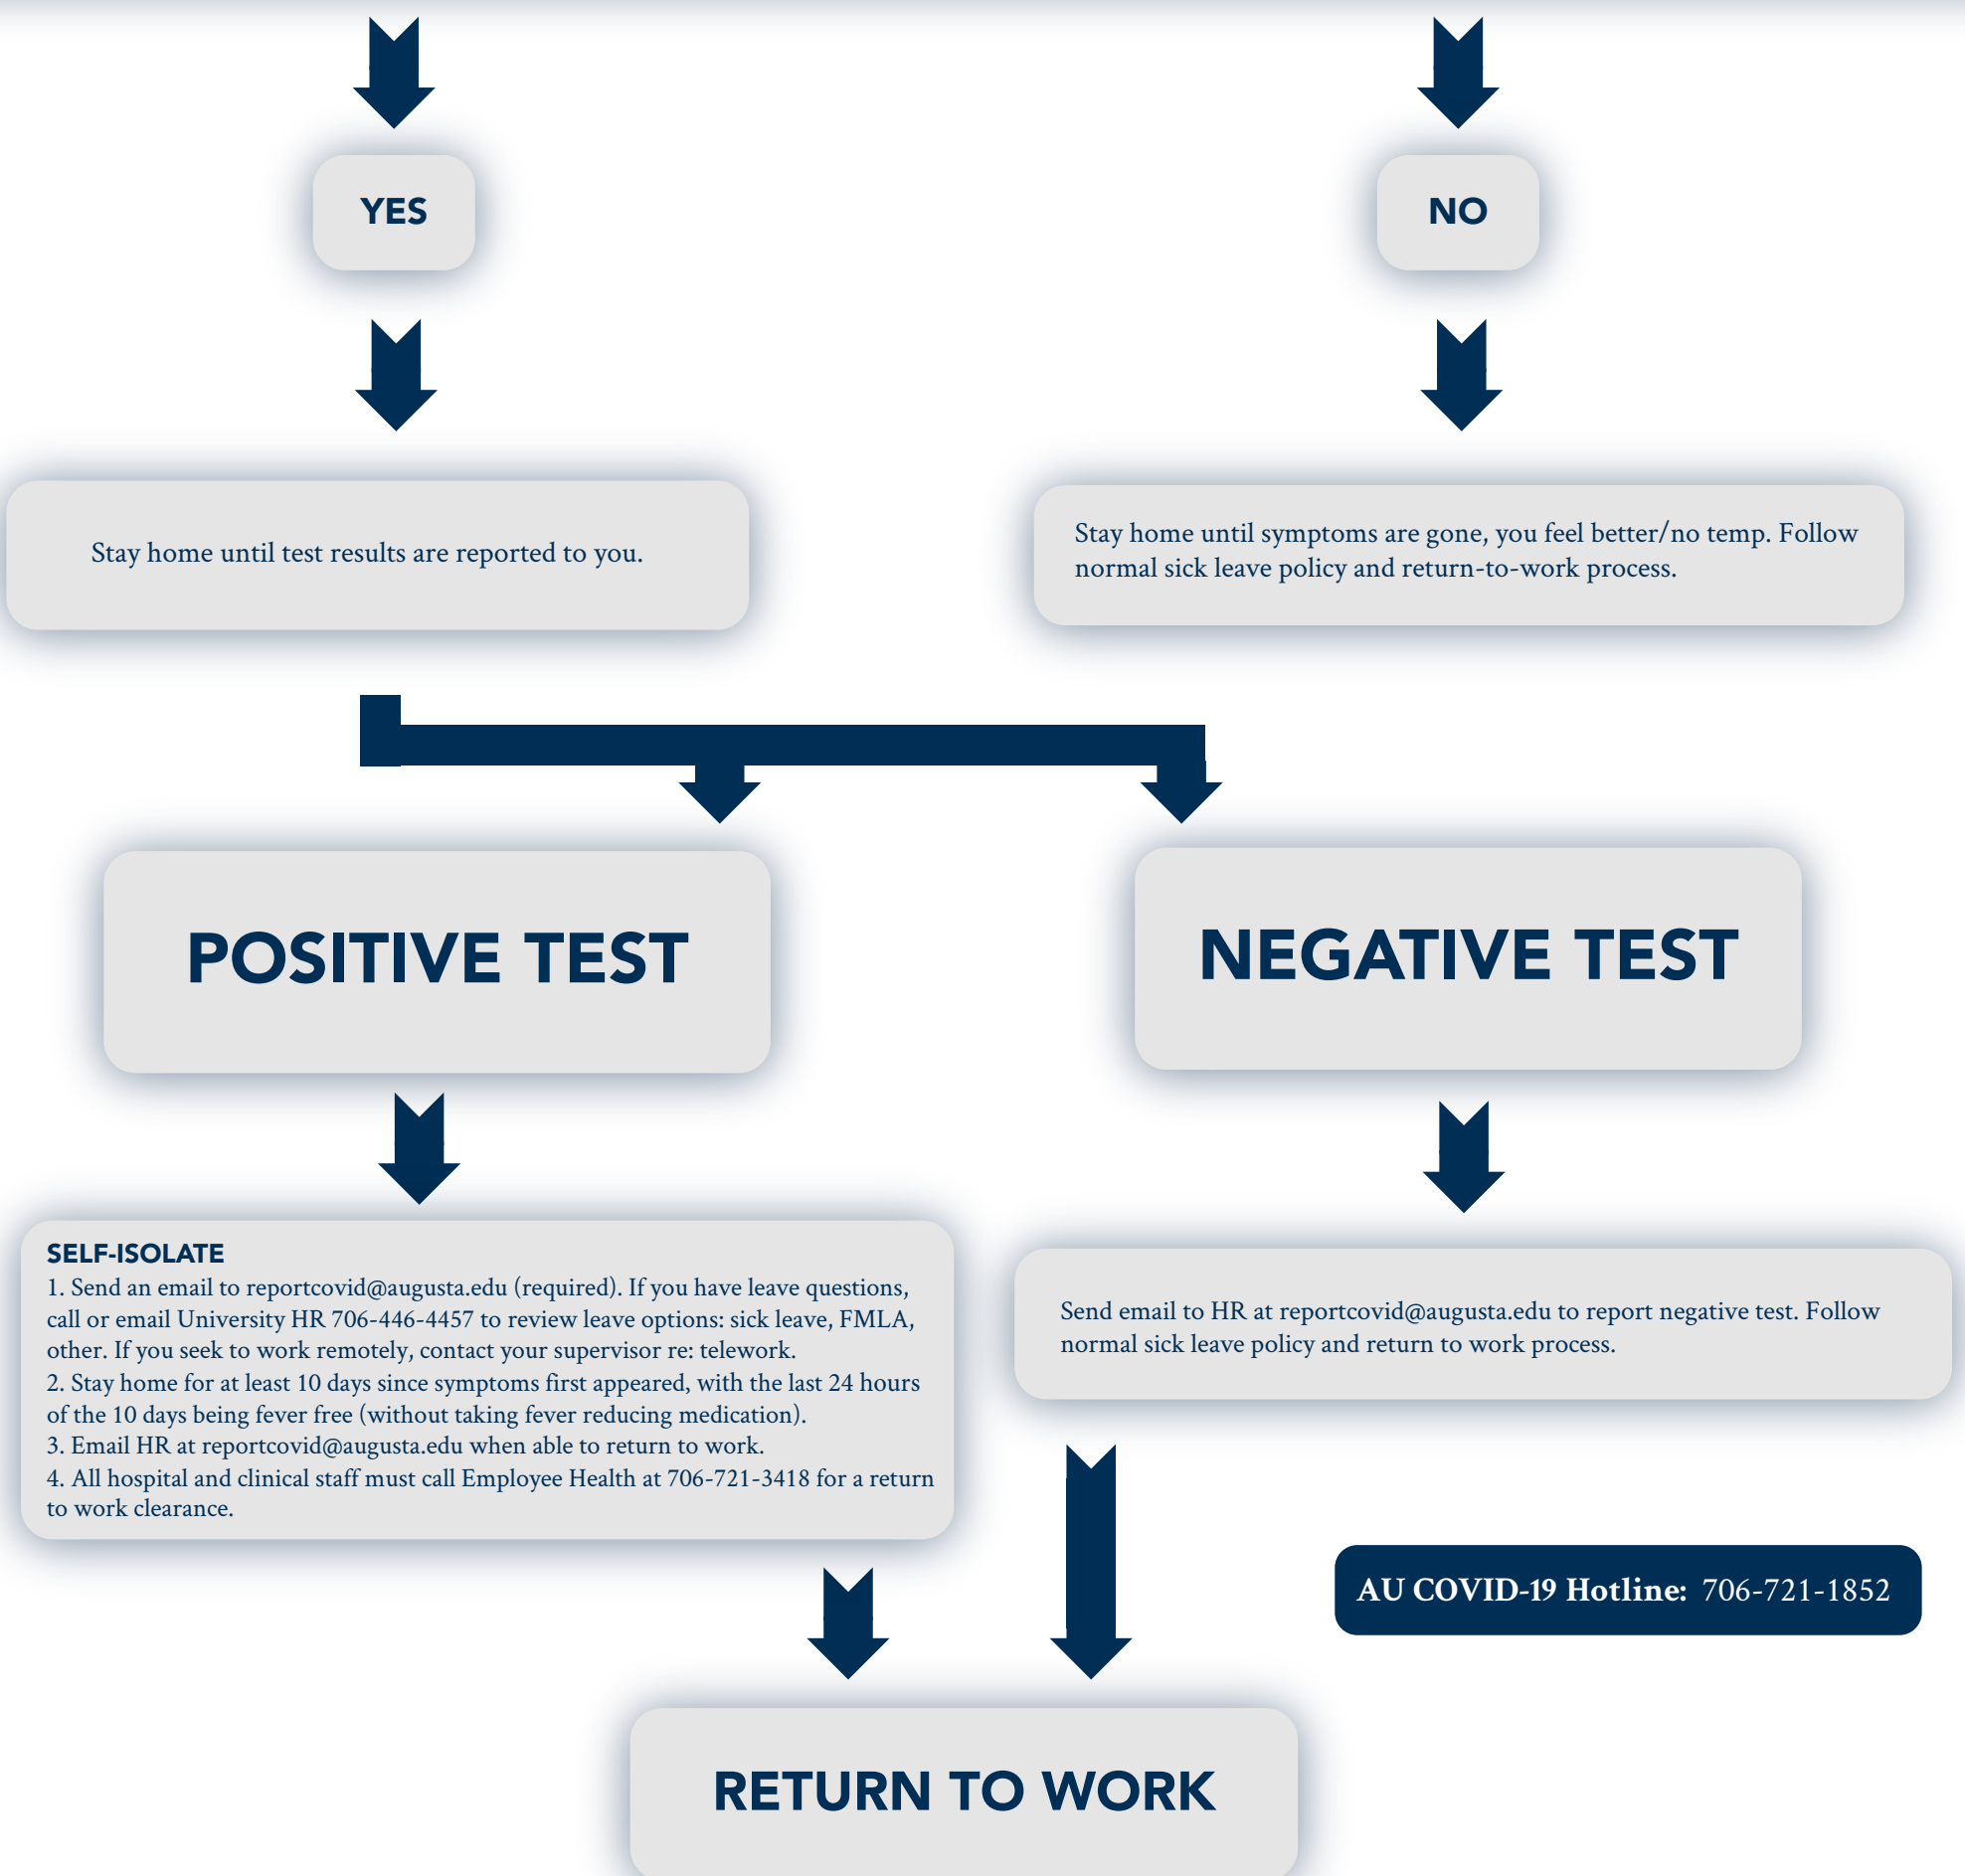 YES
NO
Stay home until test results are reported to you.
Stay home until symptoms are gone, you feel better/no temp. Follow
normal sick leave policy and return-to-work process.
POSITIVE TEST
NEGATIVE TEST
SELF-ISOLATE
1. Send an email to reportcovid@augusta.edu (required). If you have leave questions,
call or email University HR 706-446-4457 to review leave options: sick leave, FMLA,
other. If you seek to work remotely, contact your supervisor re: telework.
2. Stay home for at least 10 days since symptoms first appeared, with the last 24 hours
of the 10 days being fever free (without taking fever reducing medication).
3. Email HR at reportcovid@augusta.edu when able to return to work.
4. All hospital and clinical staff must call Employee Health at 706-721-3418 for a return
to work clearance.
Send email to HR at reportcovid@augusta.edu to report negative test. Follow
normal sick leave policy and return to work process.
AU COVID-19 Hotline: 706-721-1852
RETURN TO WORK